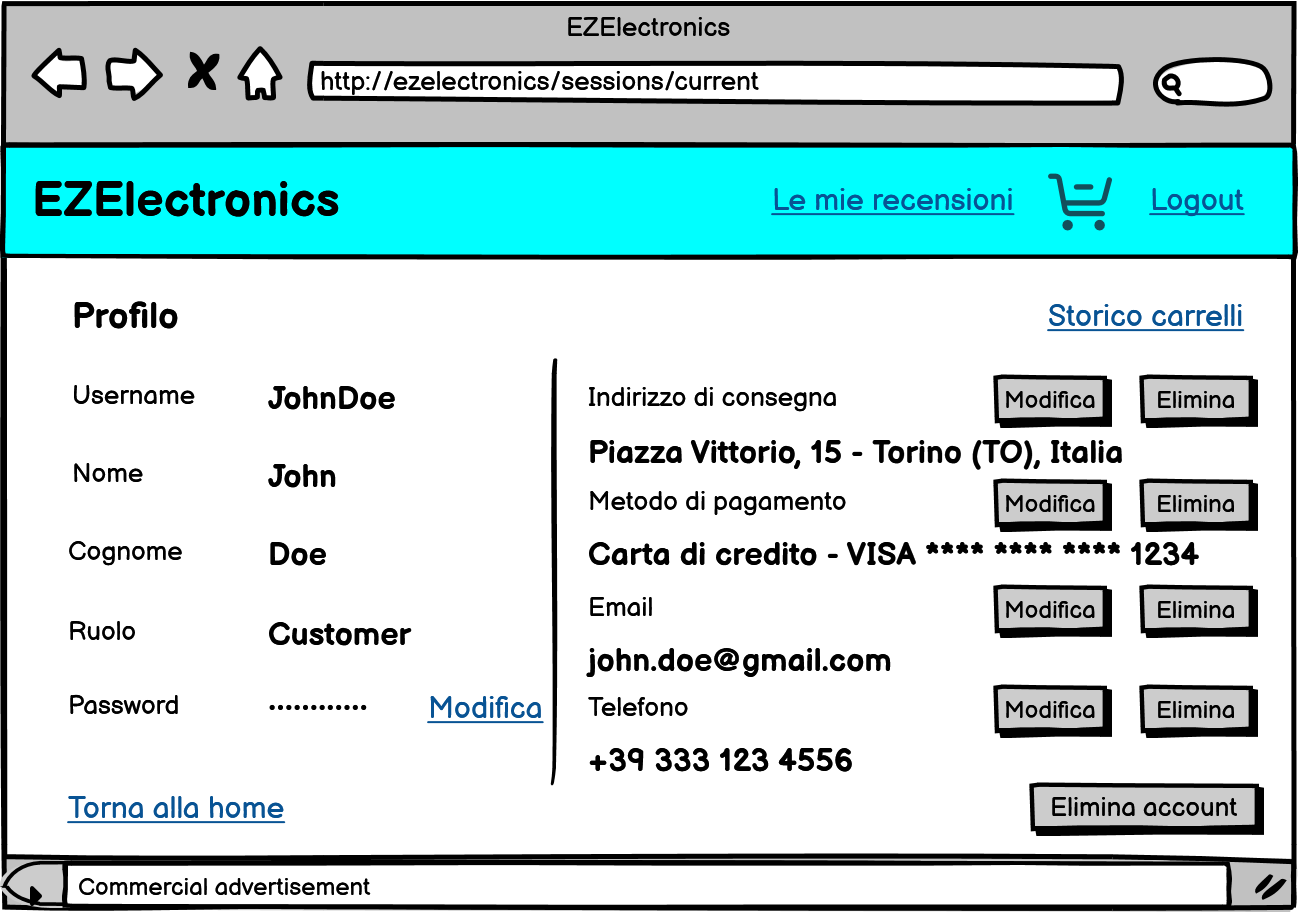 EZElectronics
http://ezelectronics/sessions/current
EZElectronics
Le mie recensioni
Logout
Profilo
Storico carrelli
Username JohnDoe
Nome John
Cognome Doe
Ruolo Customer
Password •••••••••••• Modifica
Indirizzo di consegna Modifica Elimina
Piazza Vittorio, 15 - Torino (TO), Italia
Metodo di pagamento Modifica Elimina
Carta di credito - VISA **** **** **** 1234
Email Modifica Elimina
john.doe@gmail.com
Telefono Modifica Elimina
+39 333 123 4556
Torna alla home
Elimina account
Commercial advertisement